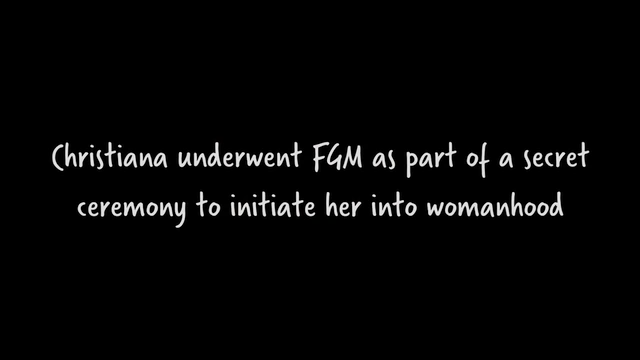 Christiana underwent FGM as part of a secret
ceremony to initiate her into womanhood